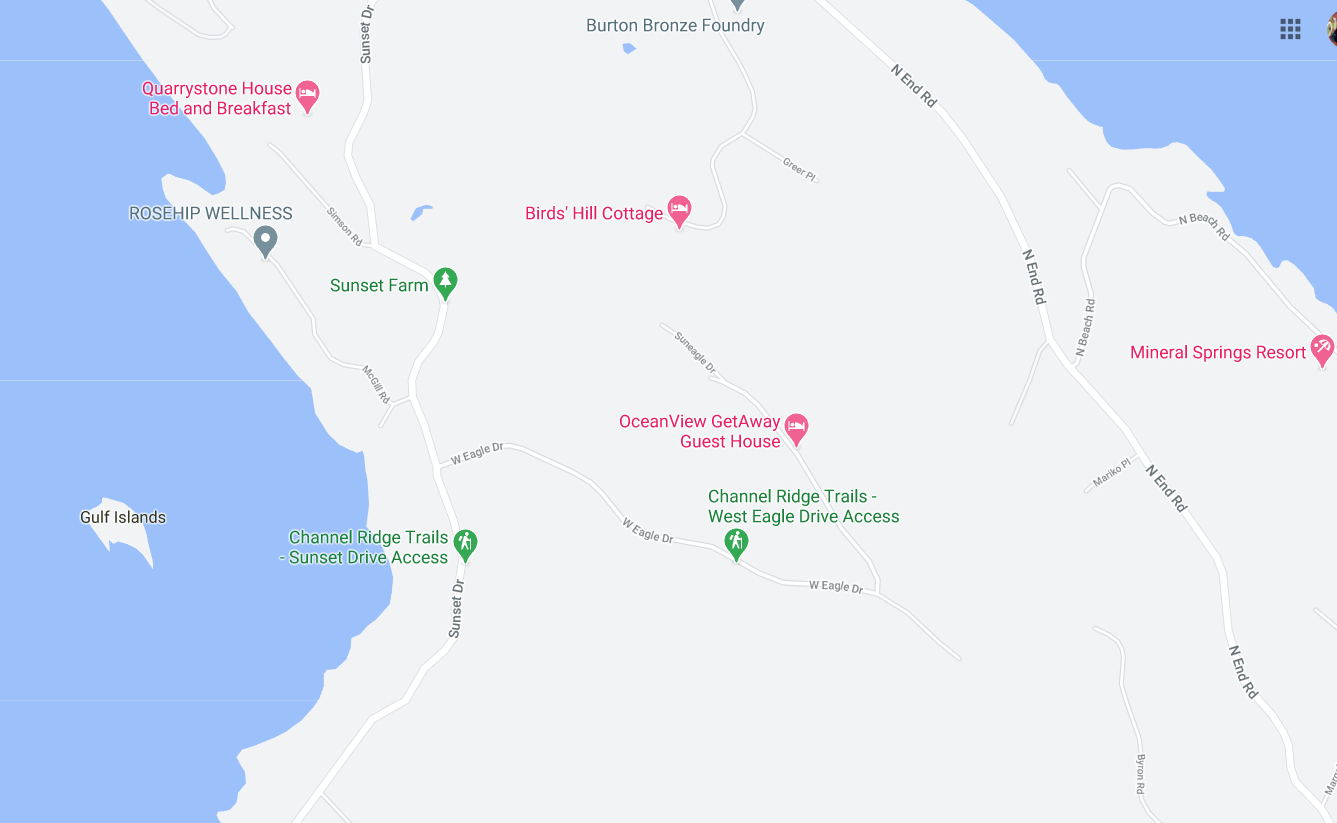 Sunset Dr
Burton Bronze Foundry
N End Rd
Quarrystone House
Bed and Breakfast
Greer Pl
ROSEHIP WELLNESS
Simson Rd
Birds' Hill Cottage
N Beach Rd
Sunset Farm
N End Rd
N Beach Rd
Suneagle Dr
Mineral Springs Resort
McGill Rd
OceanView GetAway
Guest House
W Eagle Dr
Mariko Pl
N End Rd
Channel Ridge Trails -
West Eagle Drive Access
Gulf Islands
W Eagle Dr
Channel Ridge Trails
- Sunset Drive Access
W Eagle Dr
Sunset Dr
N End Rd
Byron Rd